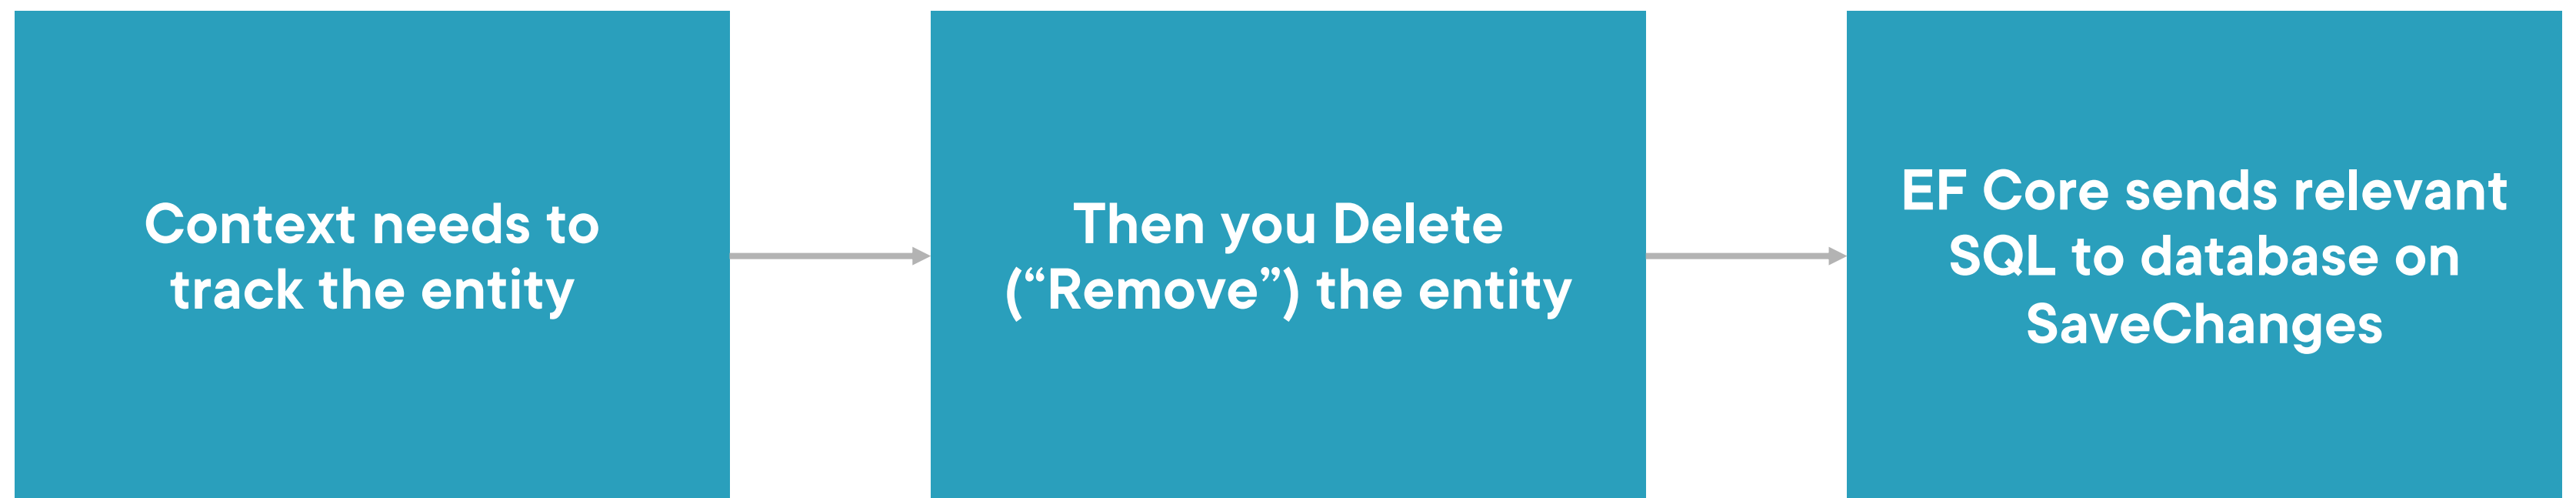 Context needs to
track the entity
Then you Delete
(“Remove”) the entity
EF Core sends relevant
SQL to database on
SaveChanges